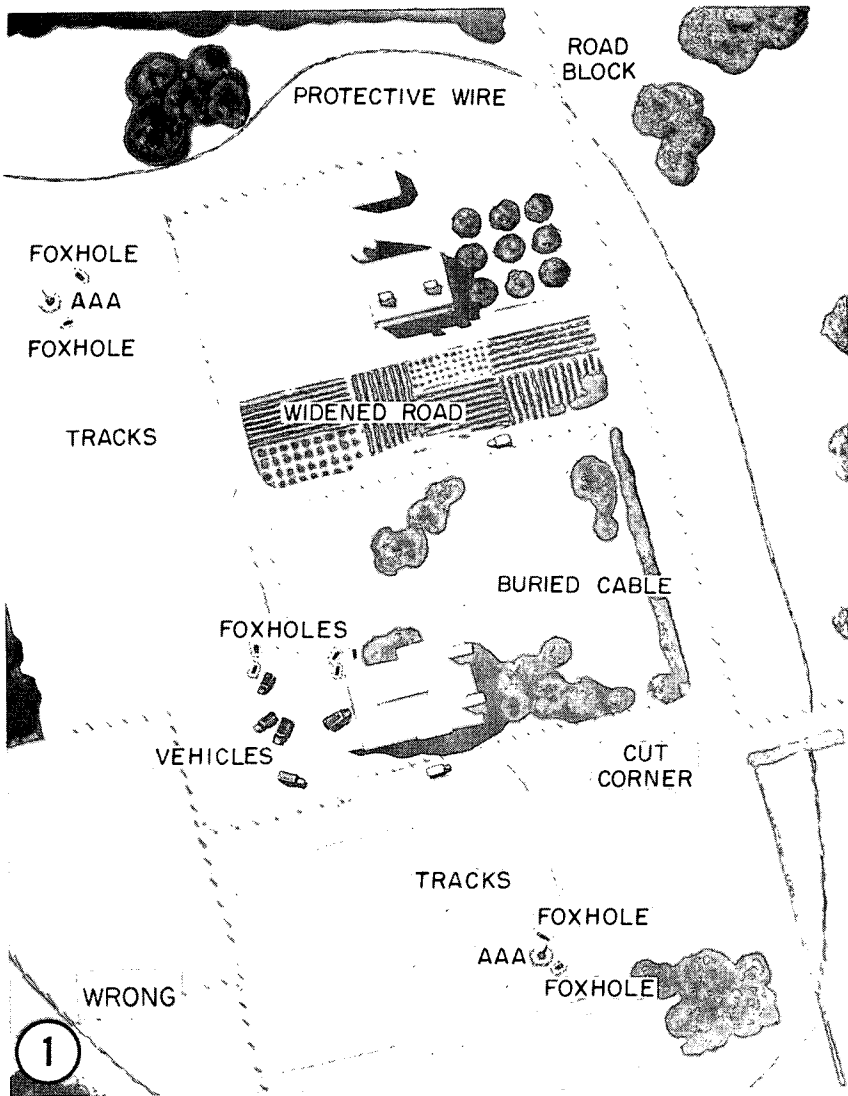 ROAD
BLOCK
PROTECTIVE WIRE
FOXHOLE
AAA
FOXHOLE
WIDENED ROAD
TRACKS
BURIED CABLE
FOXHOLES
VEHICLES
CUT
CORNER
TRACKS
FOXHOLE
AAA
FOXHOLE
WRONG
1